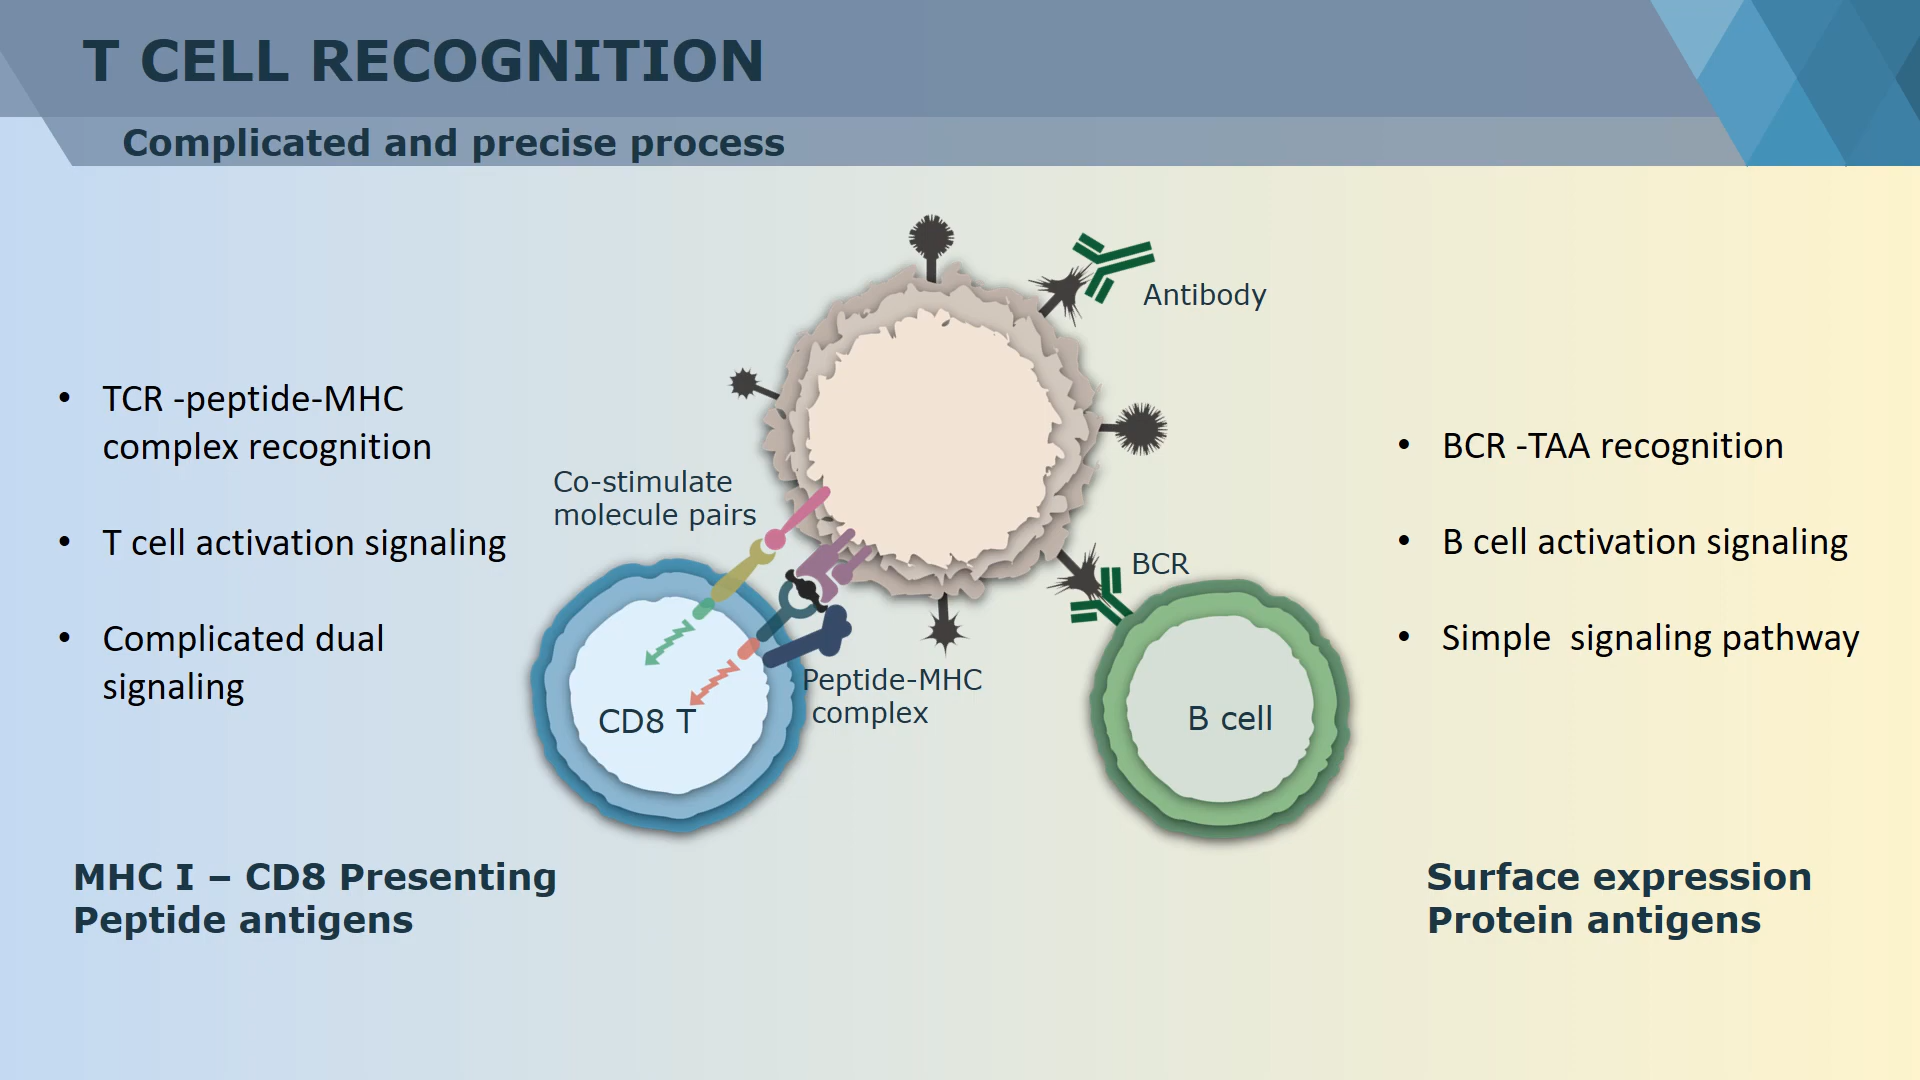 T CELL RECOGNITION
Complicated and precise process
• TCR -peptide-MHC
complex recognition
• T cell activation signaling
• Complicated dual
signaling
MHC I – CD8 Presenting
Peptide antigens
Antibody
Co-stimulate
molecule pairs
BCR
Peptide-MHC
complex
CD8 T
B cell
• BCR -TAA recognition
• B cell activation signaling
• Simple  signaling pathway
Surface expression
Protein antigens